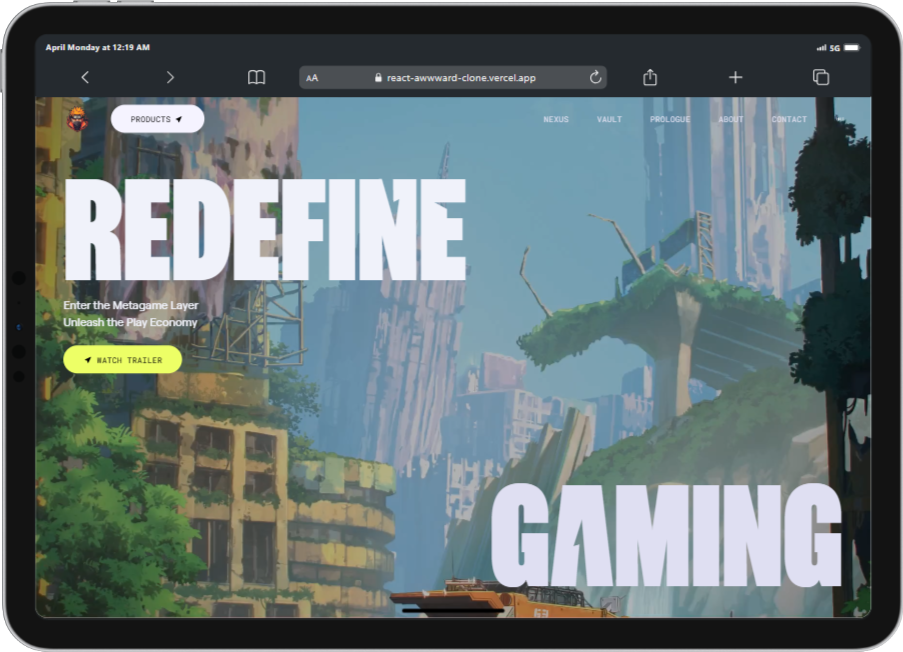 April Monday at 12:19 AM
5G
AA
react-awwward-clone.vercel.app
PRODUCTS
NEXUS VAULT PROLOGUE ABOUT CONTACT
REDEFINE
Enter the Metagame Layer
Unleash the Play Economy
WATCH TRAILER
GAMING
63